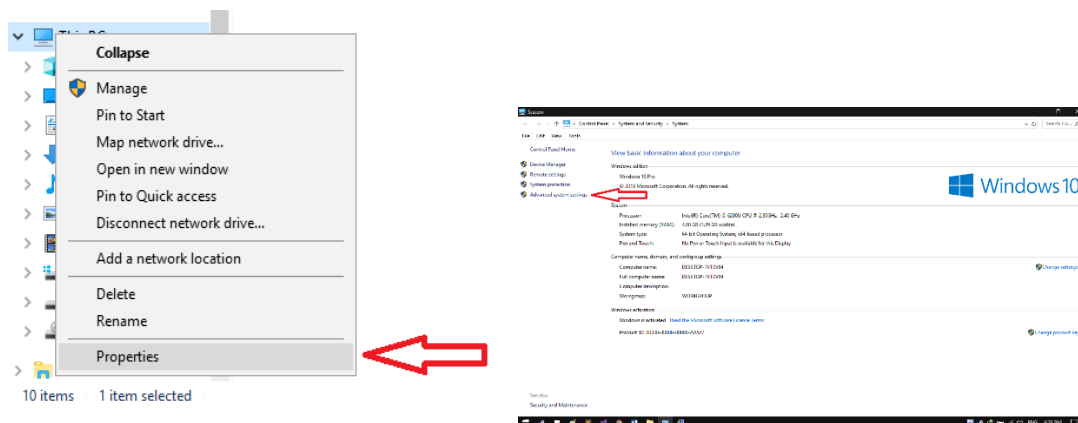 Collapse
Manage
Pin to Start
Map network drive...
Open in new window
Pin to Quick access
Disconnect network drive...
Add a network location
Delete
Rename
Properties
10 items 1 item selected
System
Control Panel System and Security System
File Edit View Tools
Control Panel Home
Device Manager
Remote settings
System protection
Advanced system settings
View basic information about your computer
Windows edition
Windows 10 Pro
© 2018 Microsoft Corporation. All rights reserved.
Windows 10
System
Processor:
Installed memory (RAM):
System type: 64-bit Operating System, x64-based processor
Pen and Touch: No Pen or Touch Input is available for this Display
Computer name, domain, and workgroup settings
Computer name:
Full computer name:
Computer description:
Workgroup: WORKGROUP
Change settings
Windows activation
Windows is activated Read the Microsoft Software License Terms
Product ID:
See also
Security and Maintenance